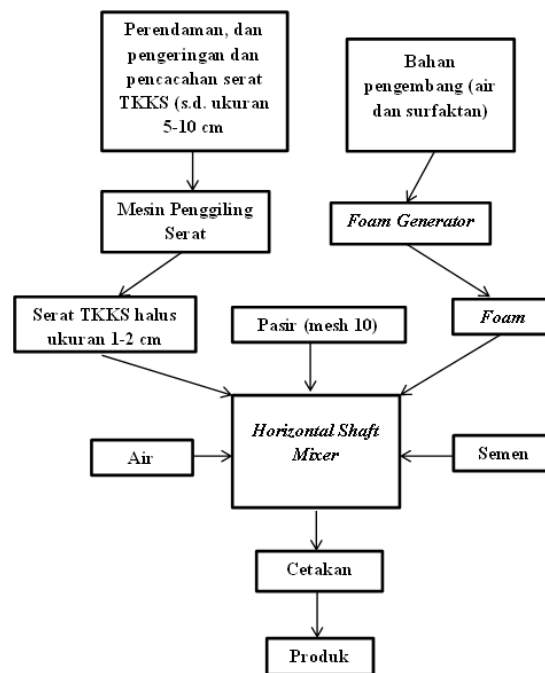 Perendaman, dan
pengeringan dan
pencacahan serat
TKKS (s.d. ukuran
5-10 cm
Bahan
pengembang (air
dan surfaktan)
Mesin Penggiling
Serat
Foam Generator
Serat TKKS halus
ukuran 1-2 cm
Pasir (mesh 10)
Foam
Horizontal Shaft
Mixer
Air
Semen
Cetakan
Produk